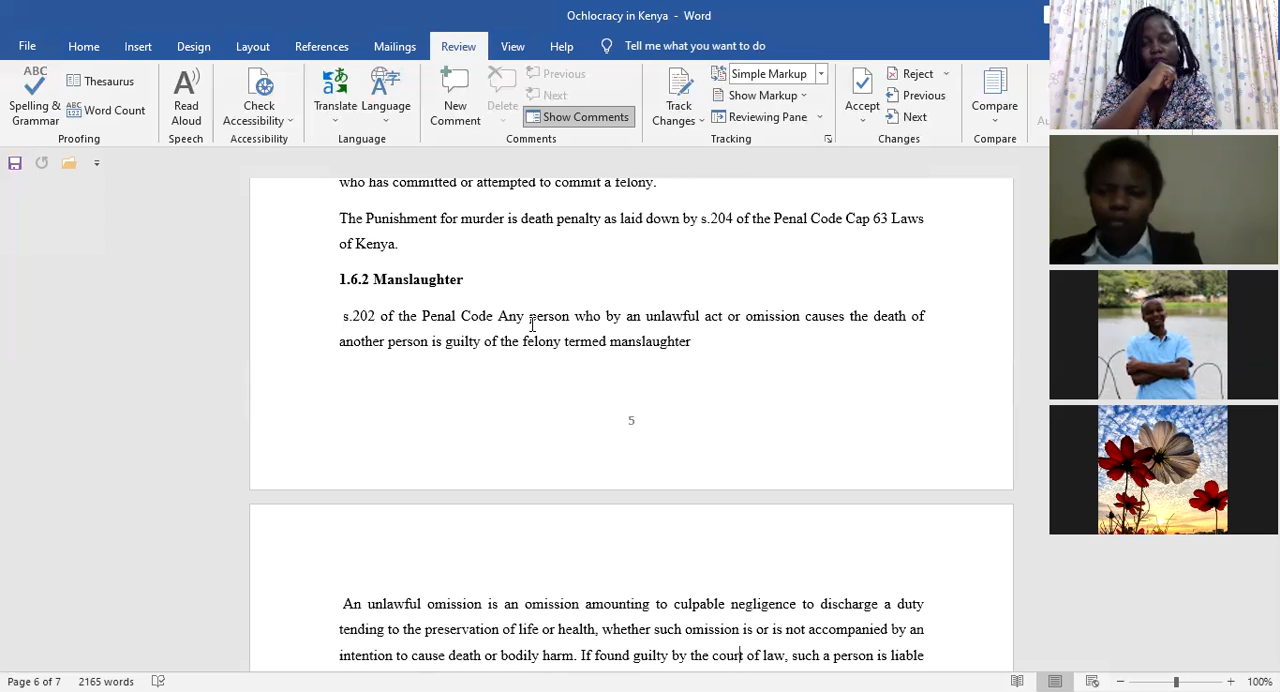 Ochlocracy in Kenya - Word
File Home Insert Design Layout References Mailings Review View Help Tell me what you want to do
ABC
Spelling & Grammar
Thesaurus
ABC
Word Count
Proofing
Read Aloud
Speech
Check Accessibility
Accessibility
Translate
Language
Language
New Comment
Delete
Previous
Next
Show Comments
Comments
Track Changes
Simple Markup
Show Markup
Reviewing Pane
Tracking
Accept
Reject
Previous
Next
Changes
Compare
Compare
who has committed or attempted to commit a felony.
The Punishment for murder is death penalty as laid down by s.204 of the Penal Code Cap 63 Laws
of Kenya.
1.6.2 Manslaughter
s.202 of the Penal Code Any person who by an unlawful act or omission causes the death of
another person is guilty of the felony termed manslaughter
5
An unlawful omission is an omission amounting to culpable negligence to discharge a duty
tending to the preservation of life or health, whether such omission is or is not accompanied by an
intention to cause death or bodily harm. If found guilty by the court of law, such a person is liable
Page 6 of 7 2165 words
100%